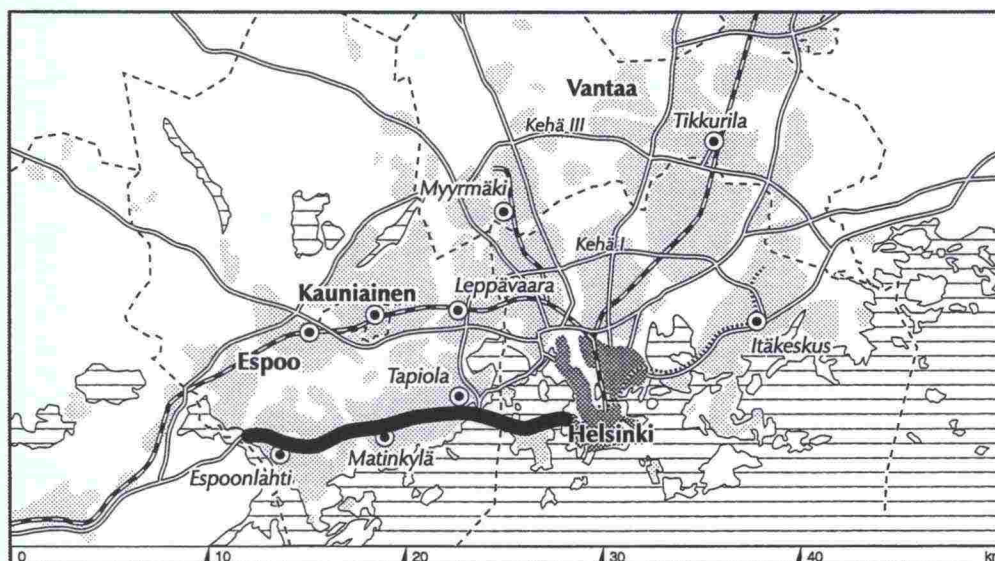 Vantaa
Tikkurila
Kehä III
Myyrmäki
Kehä I
Leppävaara
Kauniainen
Itäkeskus
Espoo
Tapiola
Helsinki
Matinkylä
Espoonlahti
0 10 20 30 40 km